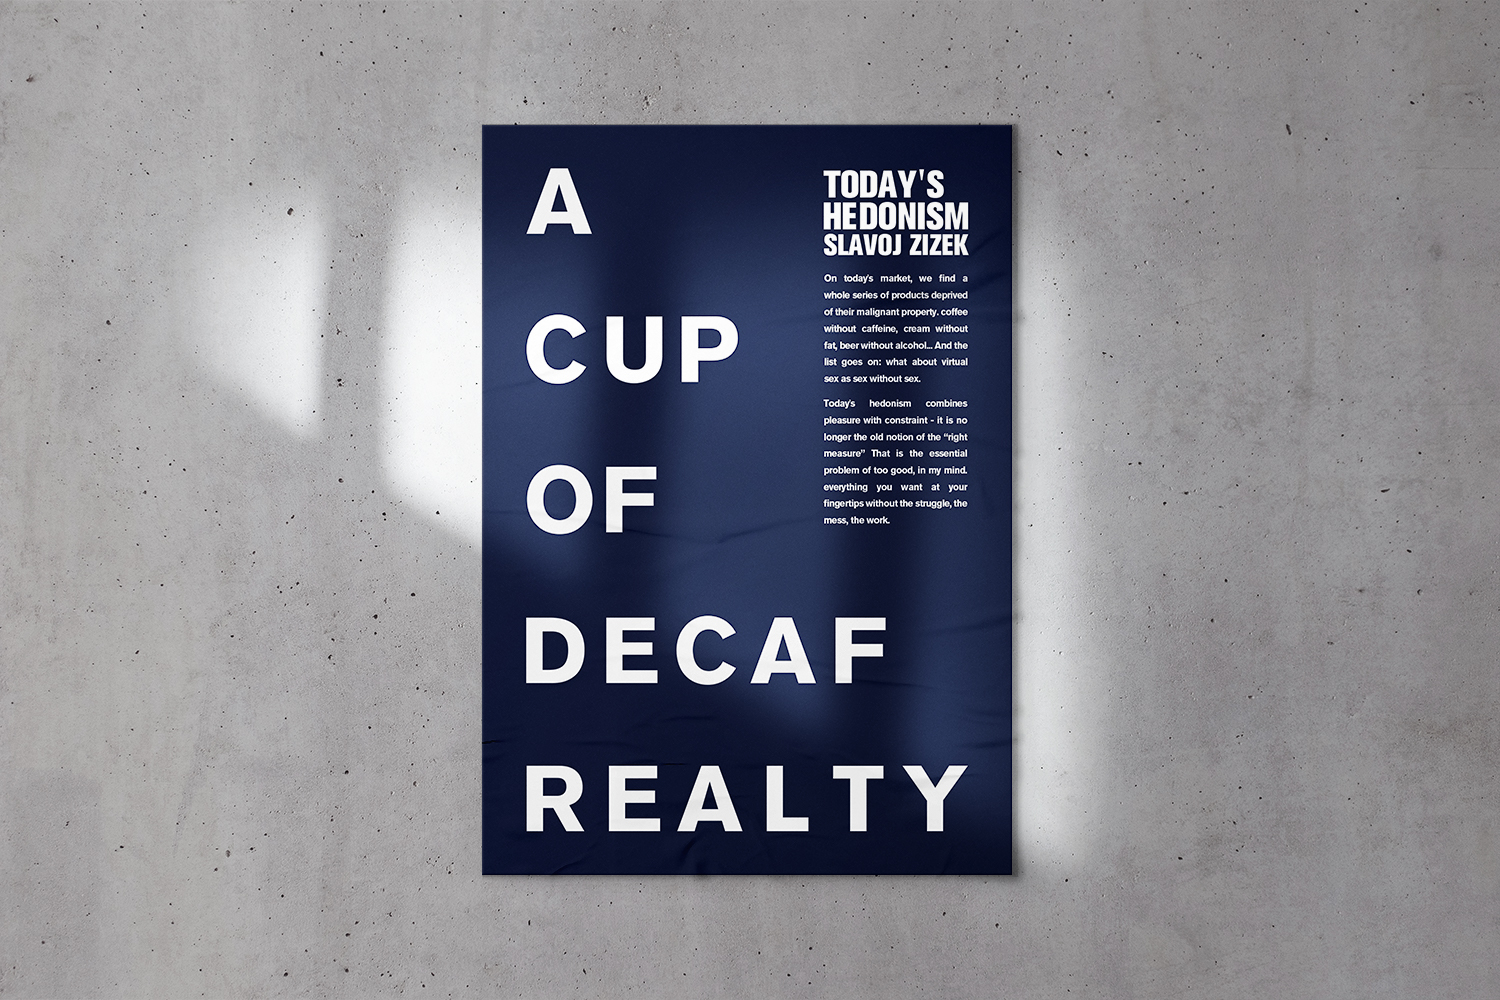 A
CUP
OF
DECAF
REALTY
TODAY'S
HEDONISM
SLAVOJ ZIZEK
On today's market, we find a
whole series of products deprived
of their malignant property. coffee
without caffeine, cream without
fat, beer without alcohol... And the
list goes on: what about virtual
sex as sex without sex.
Today's hedonism combines
pleasure with constraint - it is no
longer the old notion of the “right
measure” That is the essential
problem of too good, in my mind.
everything you want at your
fingertips without the struggle, the
mess, the work.